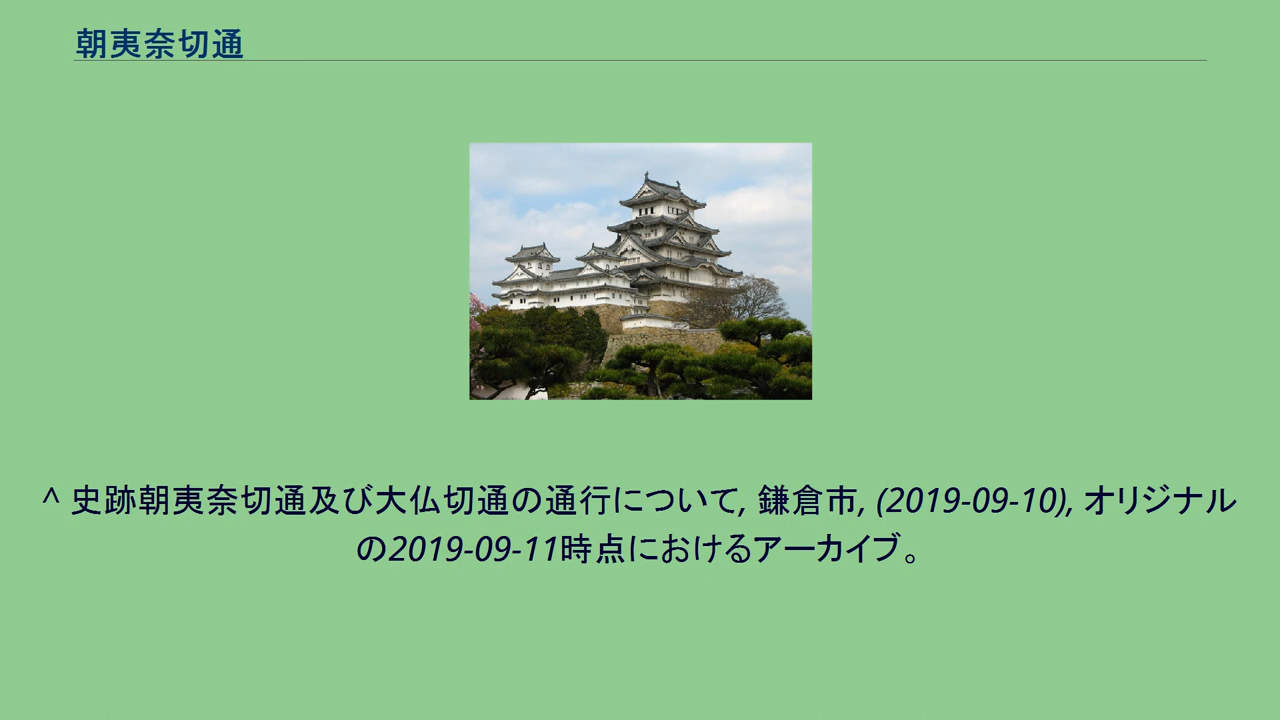 朝夷奈切通
^ 史跡朝夷奈切通及び大仏切通の通行について, 鎌倉市, (2019-09-10), オリジナル
の2019-09-11時点におけるアーカイブ。